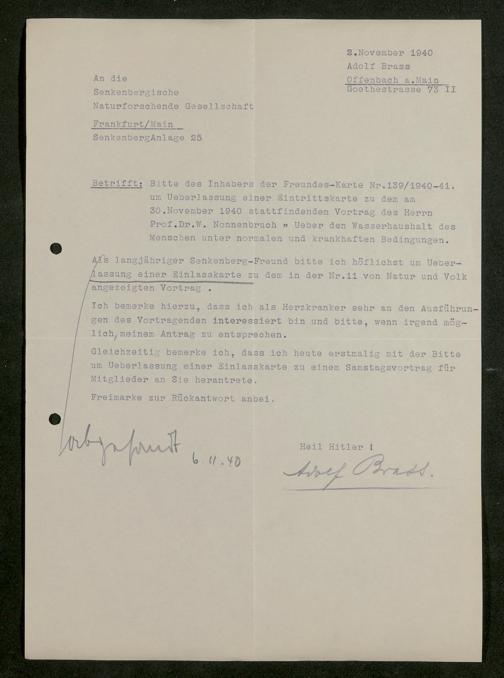 2.November 1940
Adolf Brass
Offenbach a.Main
Goethestrasse 73 II
An die
Senkenbergische
Naturforschende Gesellschaft
Frankfurt/Main
SenkenbergAnlage 25
Betrifft: Bitte des Inhabers der Freundes-Karte Nr.139/1940-41.
um Ueberlassung einer Eintrittskarte zu dem am
30.November 1940 stattfindenden Vortrag des Herrn
Prof.Dr.W. Nonnenbruch " Ueber den Wasserhaushalt des
Menschen unter normalen und krankhaften Bedingungen.
Als langjähriger Senkenberg-Freund bitte ich höflichst um Ueber-
lassung einer Einlasskarte zu dem in der Nr.11 von Natur und Volk
angezeigten Vortrag .
Ich bemerke hierzu, dass ich als Herzkranker sehr an den Ausführun-
gen des Vortragenden interessiert bin und bitte, wenn irgend mög-
lich, meinem Antrag zu entsprechen.
Gleichzeitig bemerke ich, dass ich heute erstmalig mit der Bitte
um Ueberlassung einer Einlasskarte zu einem Samstagsvortrag für
Mitglieder an Sie herantrete.
Freimarke zur Rückantwort anbei.
Heil Hitler !
abgesandt
6.11.40
Adolf Brass.